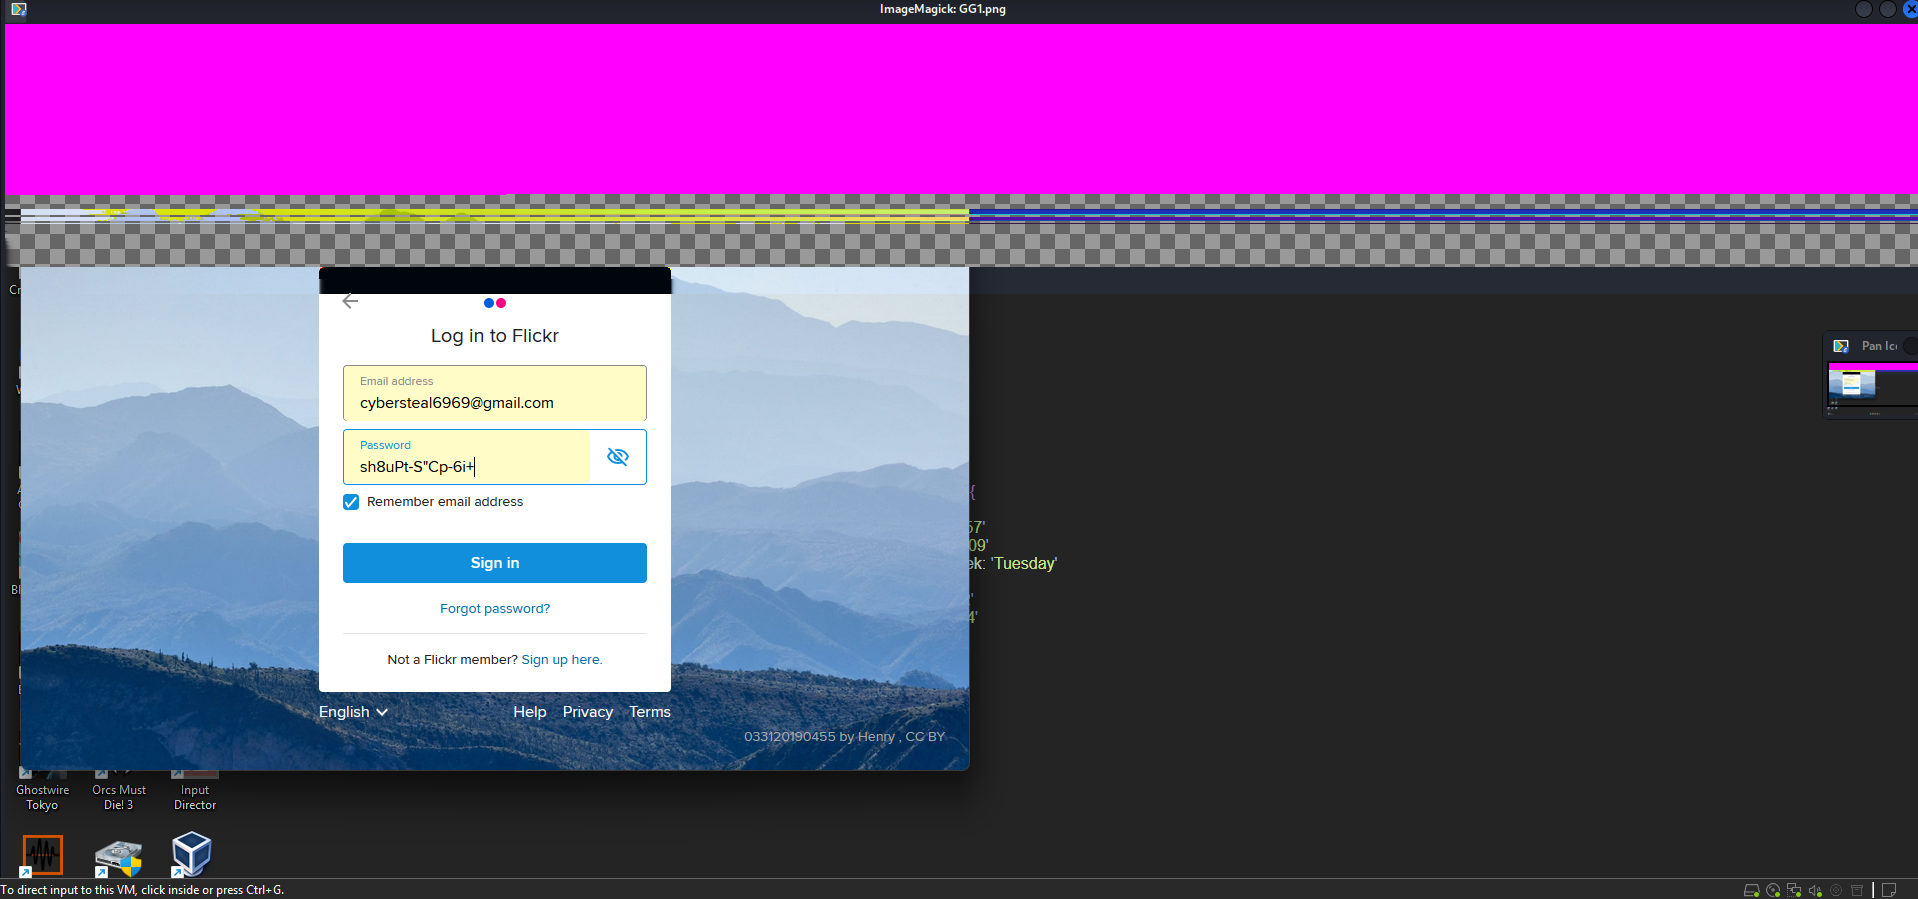 ImageMagick: GG1.png
Pan Ic
Log in to Flickr
Email address
cybersteal6969@gmail.com
Password
sh8uPt-S"Cp-6i+
Remember email address
Sign in
Forgot password?
Not a Flickr member? Sign up here.
English
Help Privacy Terms
033120190455 by Henry , CC BY
{
57'
09'
ek: 'Tuesday'
4'
Ghostwire
Tokyo
Orcs Must
Die! 3
Input
Director
To direct input to this VM, click inside or press Ctrl+G.